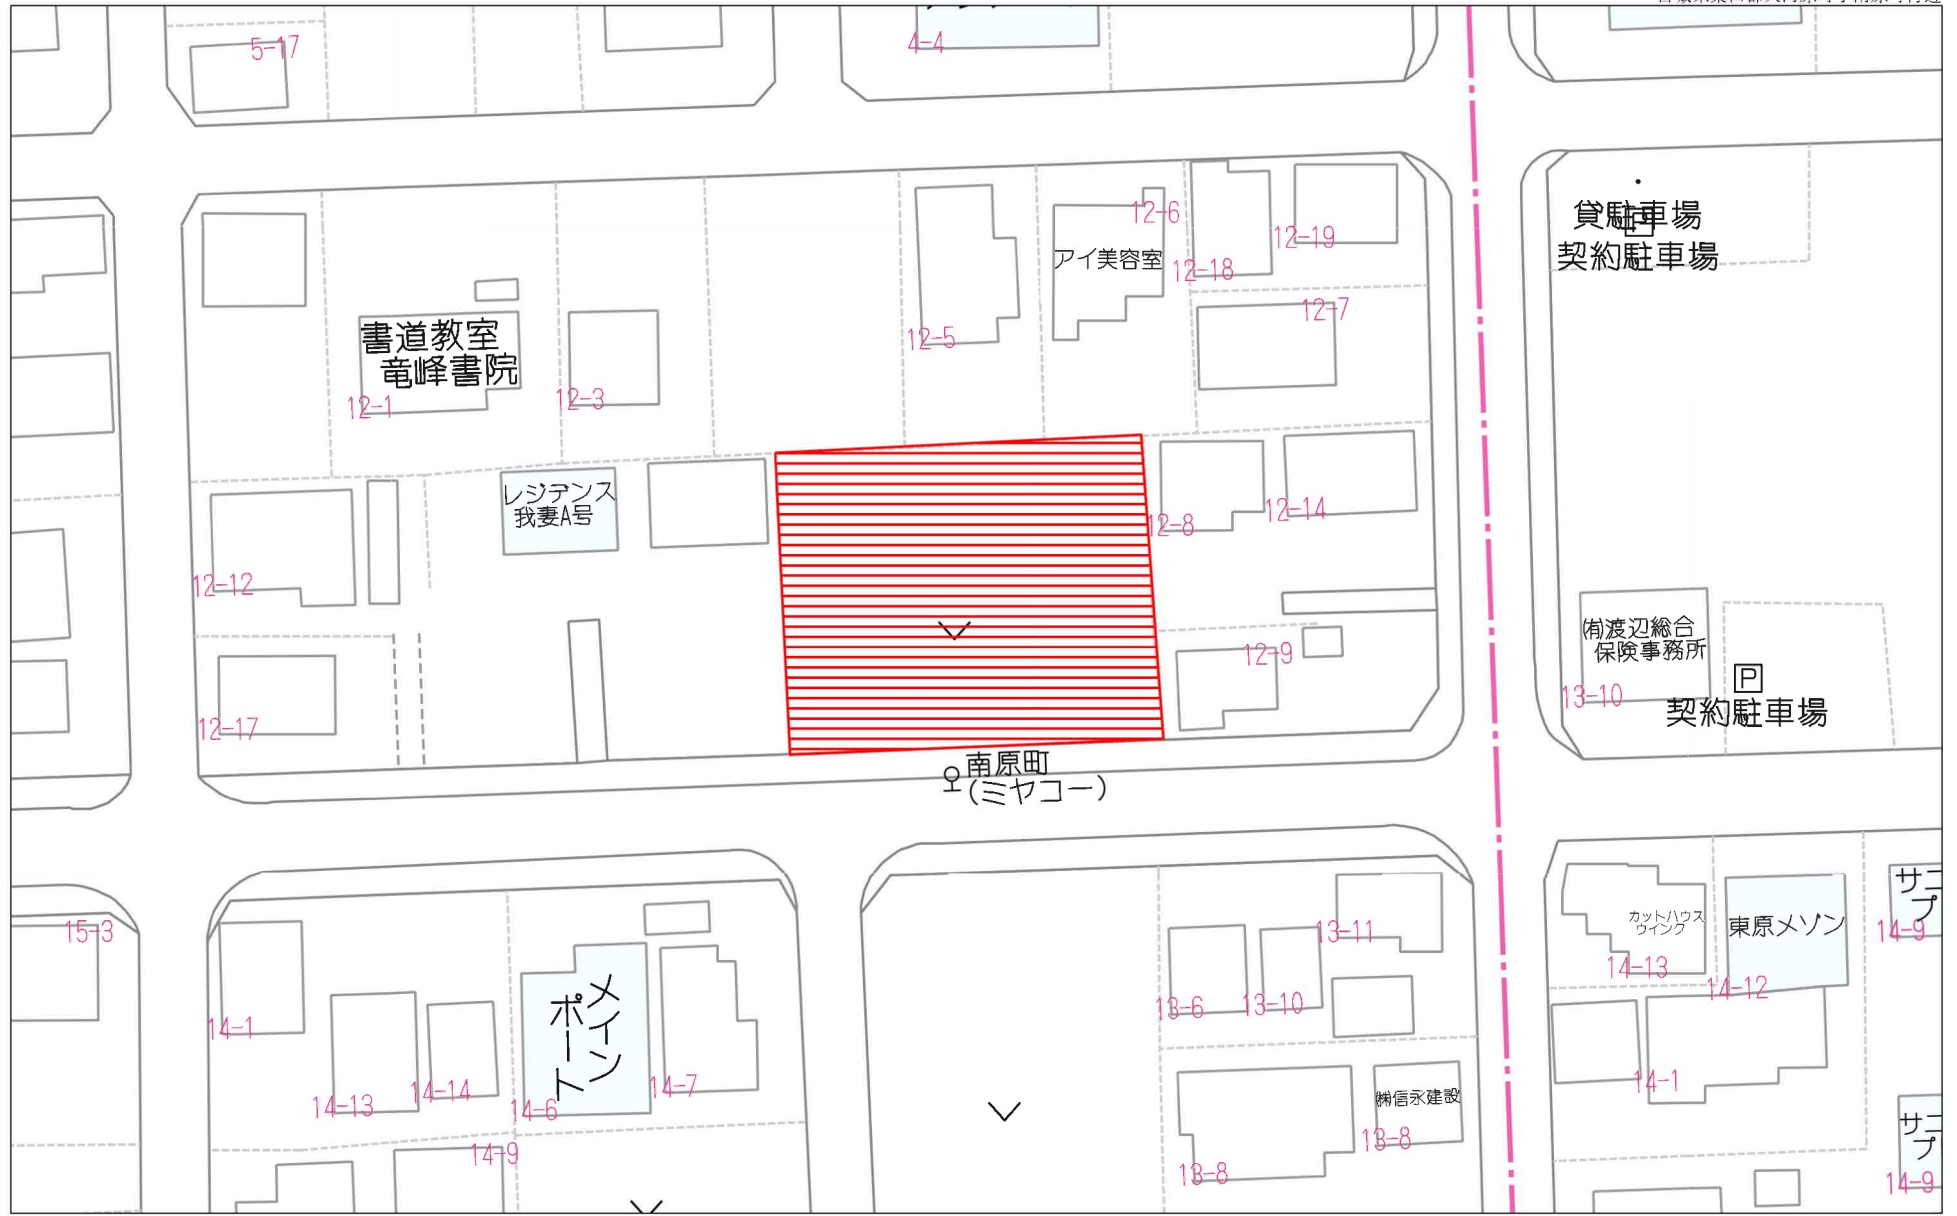 5-17
4-4
12-6
アイ美容室
12-18
12-19
12-7
12-5
貸駐車場
契約駐車場
書道教室
竜峰書院
12-1
12-3
レジデンス
我妻A号
12-8
12-14
12-12
12-17
12-9
㈲渡辺総合
保険事務所
13-10
P
契約駐車場
南原町
(ミヤコー)
15-3
14-1
14-13
14-14
メイン
ポート
14-6
14-7
14-9
13-11
13-6
13-10
㈱信永建設
13-8
13-8
カットハウス
ウイング
14-13
東原メゾン
14-12
14-1
14-9
14-9